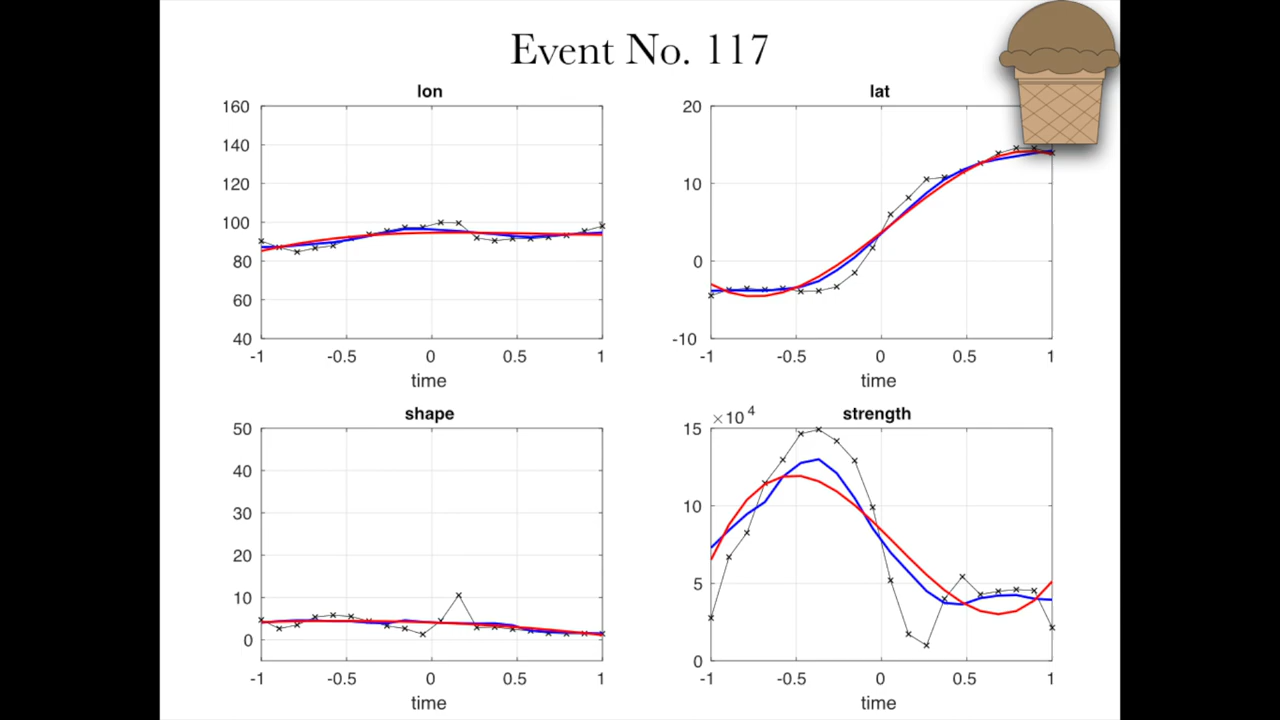 Event No. 117
lon
160
140
120
100
80
60
40
-1 -0.5 0 0.5 1
time
lat
20
10
0
-10
-1 -0.5 0 0.5 1
time
shape
50
40
30
20
10
0
-1 -0.5 0 0.5 1
time
strength
×10 4
15
10
5
0
-1 -0.5 0 0.5 1
time